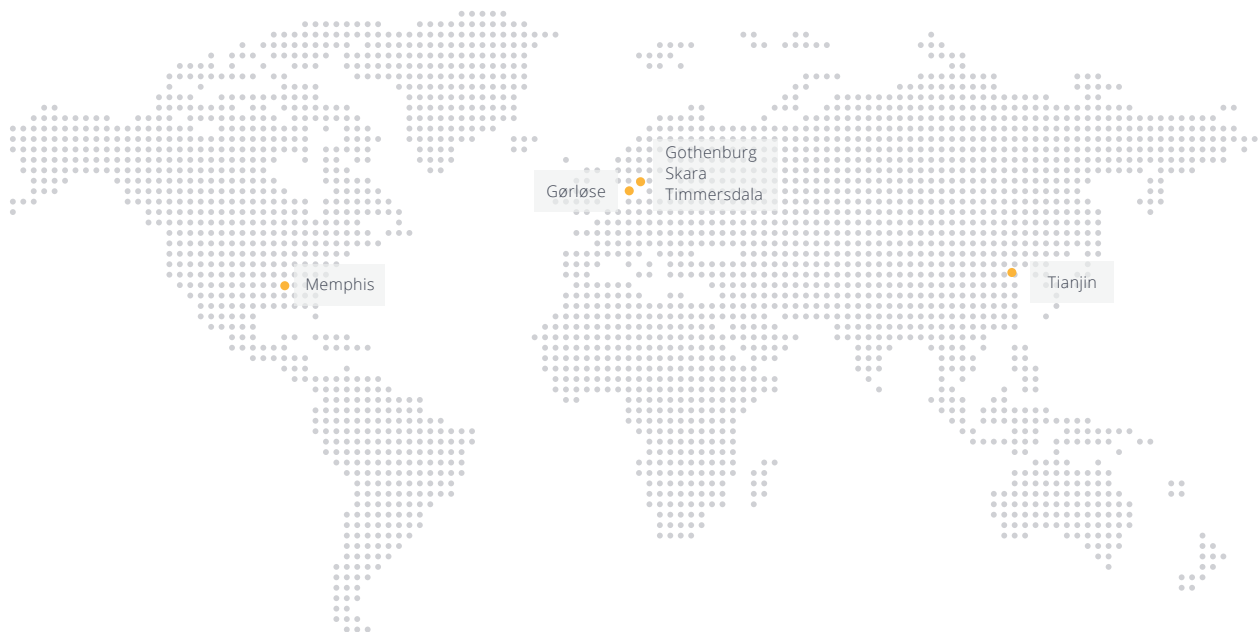 Gothenburg
Skara
Timmersdala
Gørløse
Memphis
Tianjin